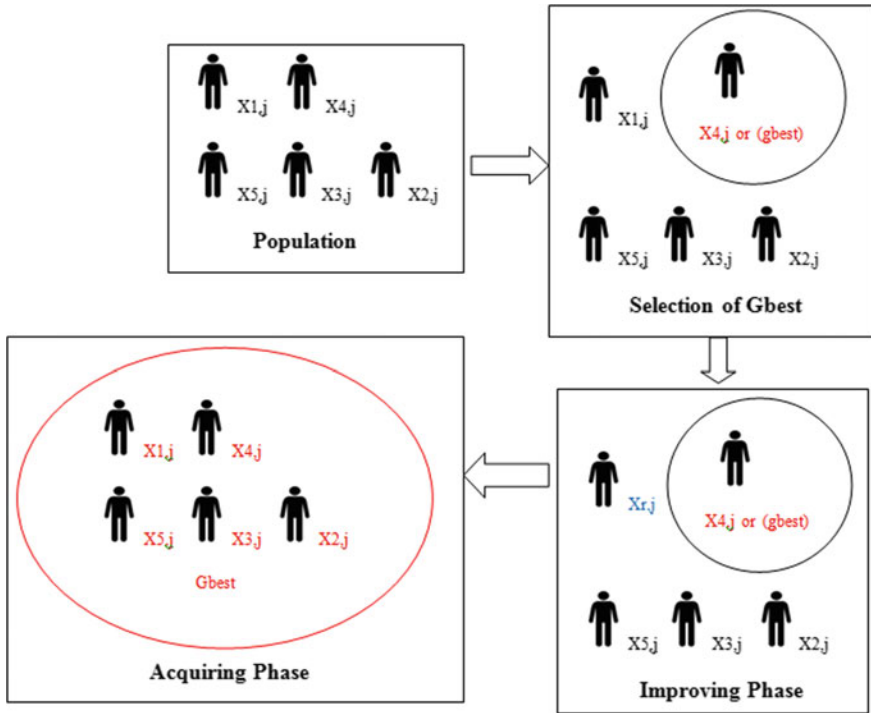 X1,j X4,j
X5,j X3,j X2,j
Population
X1,j
X4,j or (gbest)
X5,j X3,j X2,j
Selection of Gbest
Xr,j
X4,j or (gbest)
X5,j X3,j X2,j
Improving Phase
X1,j X4,j
X5,j X3,j X2,j
Gbest
Acquiring Phase